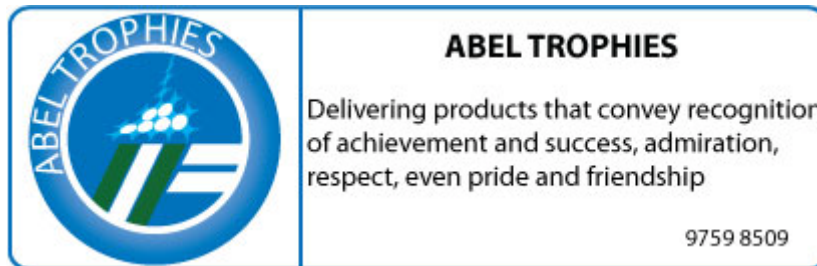 ABEL TROPHIES
ABEL TROPHIES
Delivering products that convey recognition
of achievement and success, admiration,
respect, even pride and friendship
9759 8509